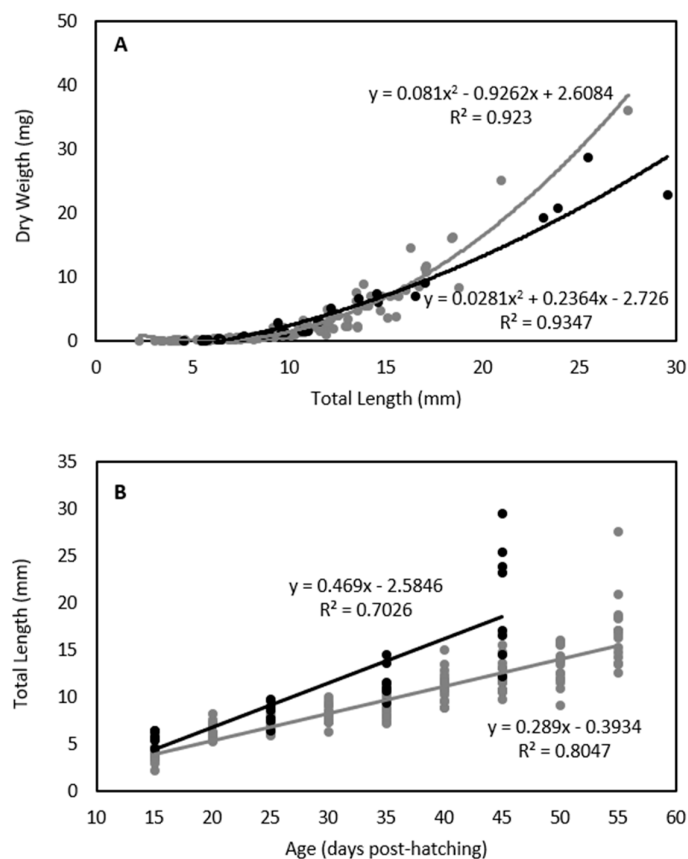 A
50
40
30
20
10
0
Dry Weigth (mg)
y = 0.081x² - 0.9262x + 2.6084
R² = 0.923
y = 0.0281x² + 0.2364x - 2.726
R² = 0.9347
0 5 10 15 20 25 30
Total Length (mm)
B
35
30
25
20
15
10
5
0
Total Length (mm)
y = 0.469x - 2.5846
R² = 0.7026
y = 0.289x - 0.3934
R² = 0.8047
10 15 20 25 30 35 40 45 50 55 60
Age (days post-hatching)